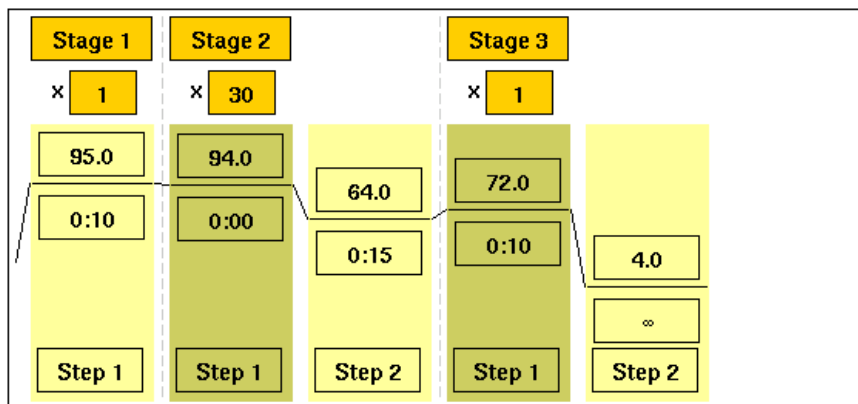 Stage 1 Stage 2 Stage 3
x 1 x 30 x 1
95.0 94.0 64.0 72.0 4.0
0:10 0:00 0:15 0:10 ∞
Step 1 Step 1 Step 2 Step 1 Step 2